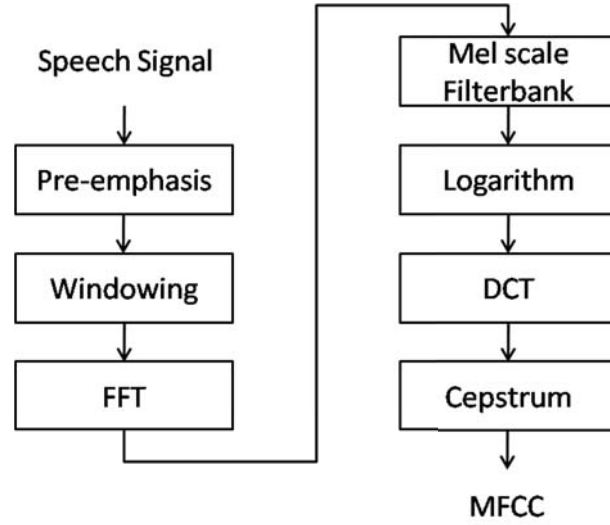 Speech Signal
Pre-emphasis
Windowing
FFT
Mel scale
Filterbank
Logarithm
DCT
Cepstrum
MFCC